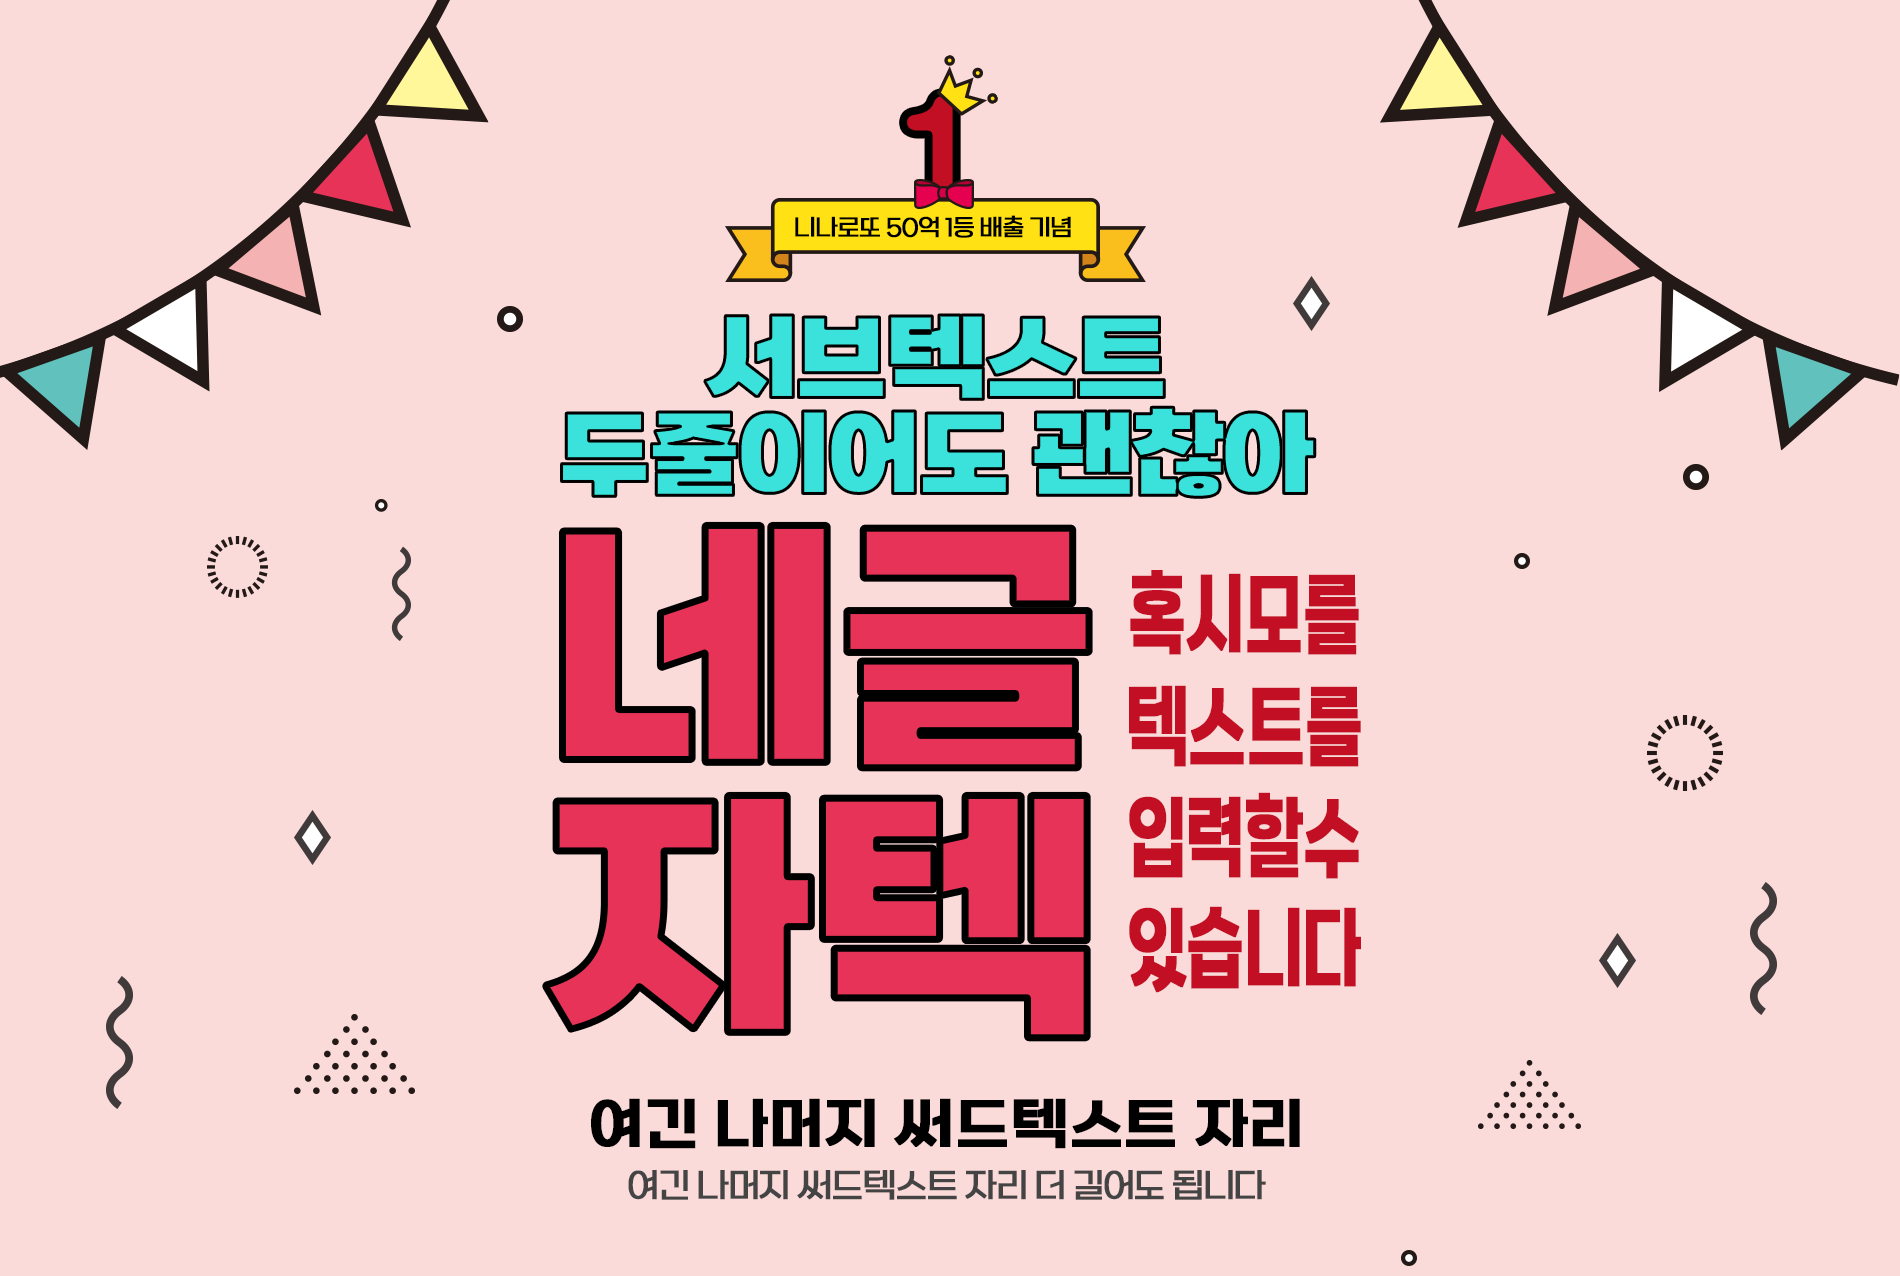 1
니나로또 50억 1등 배출 기념
서브텍스트
두줄이어도 괜찮아
네글
자텍
혹시모를
텍스트를
입력할수
있습니다
여긴 나머지 써드텍스트 자리
여긴 나머지 써드텍스트 자리 더 길어도 됩니다